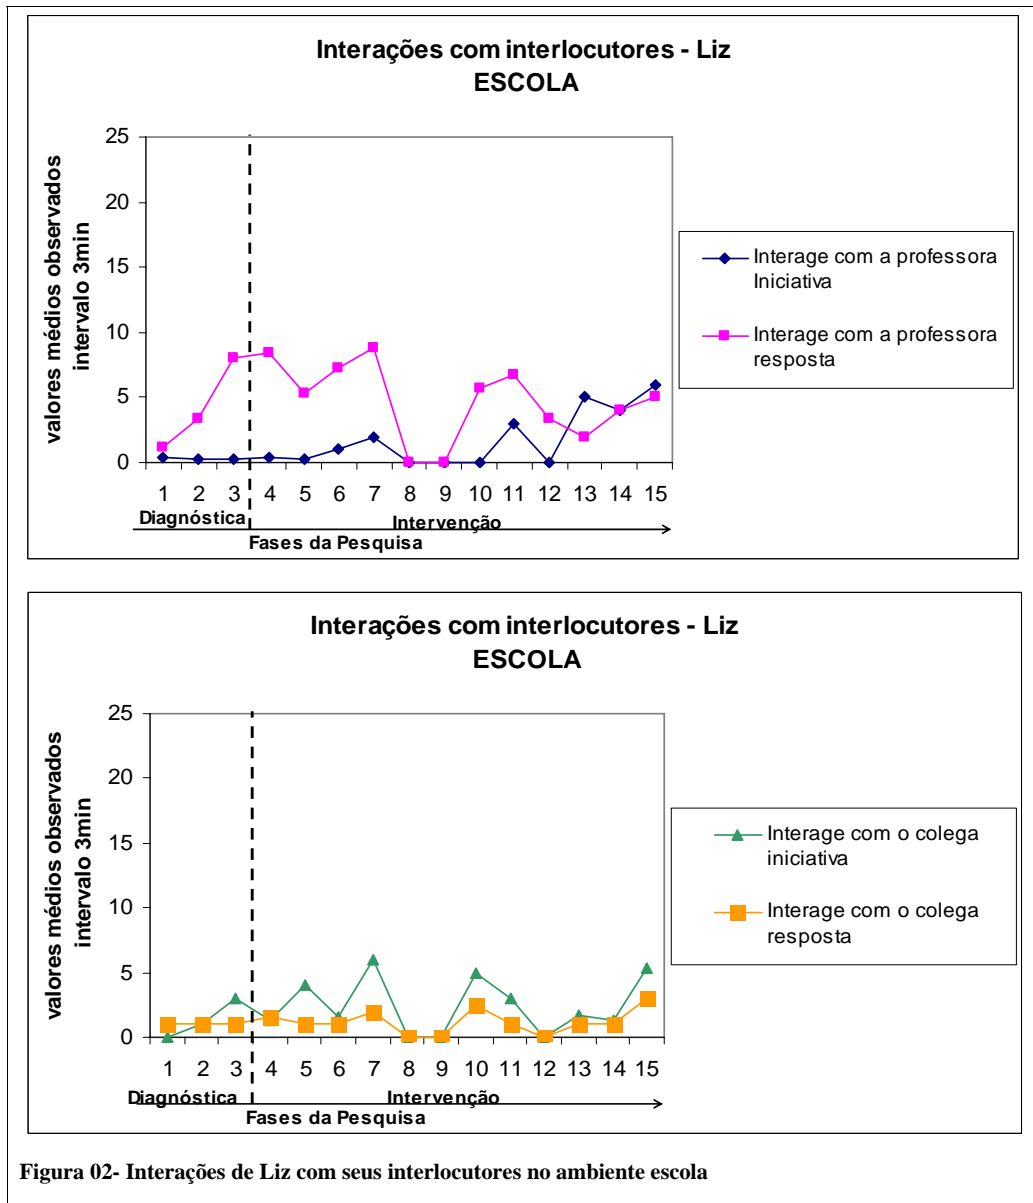 Interações com interlocutores - Liz
ESCOLA
valores médios observados
intervalo 3min
25
20
15
10
5
0
1 2 3 4 5 6 7 8 9 10 11 12 13 14 15
Diagnóstica Intervenção
Fases da Pesquisa
Interage com a professora
Iniciativa
Interage com a professora
resposta
Interações com interlocutores - Liz
ESCOLA
valores médios observados
intervalo 3min
25
20
15
10
5
0
1 2 3 4 5 6 7 8 9 10 11 12 13 14 15
Diagnóstica Intervenção
Fases da Pesquisa
Interage com o colega
iniciativa
Interage com o colega
resposta
Figura 02- Interações de Liz com seus interlocutores no ambiente escola